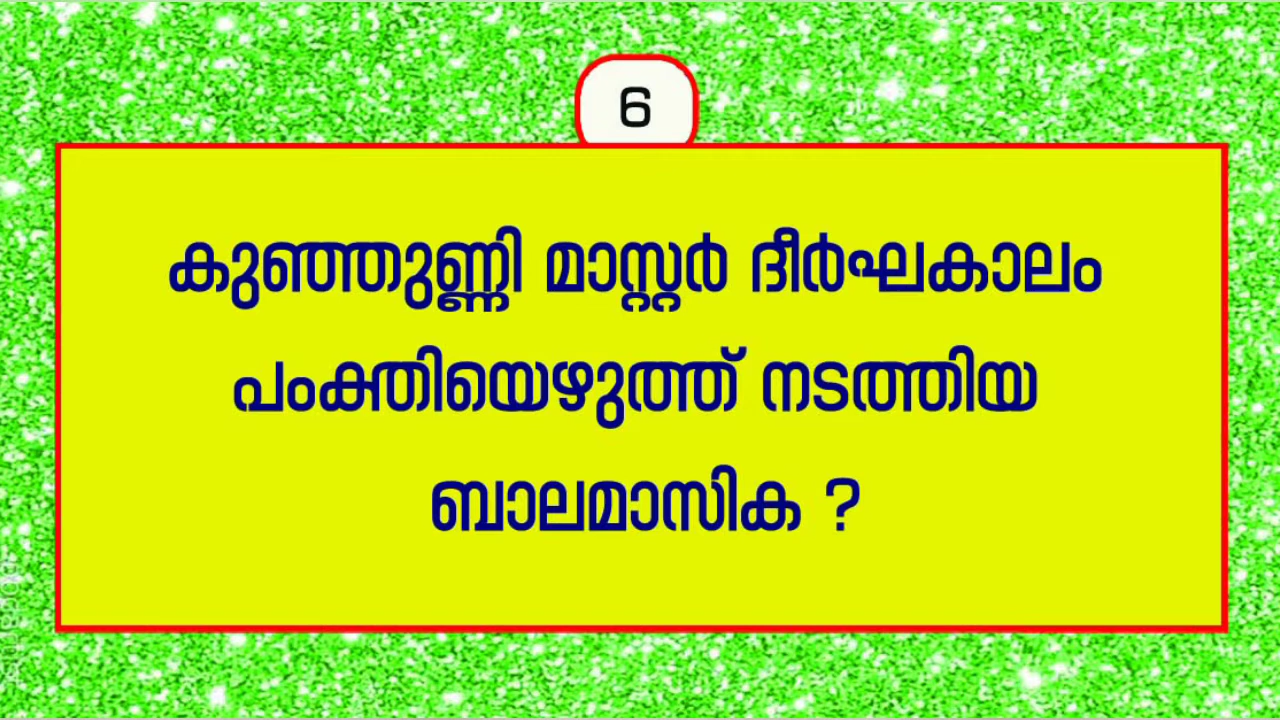 6
കുഞ്ഞുണ്ണി മാസ്റ്റർ ദീർഘകാലം
പംക്തിയെഴുത്ത് നടത്തിയ
ബാലമാസിക ?